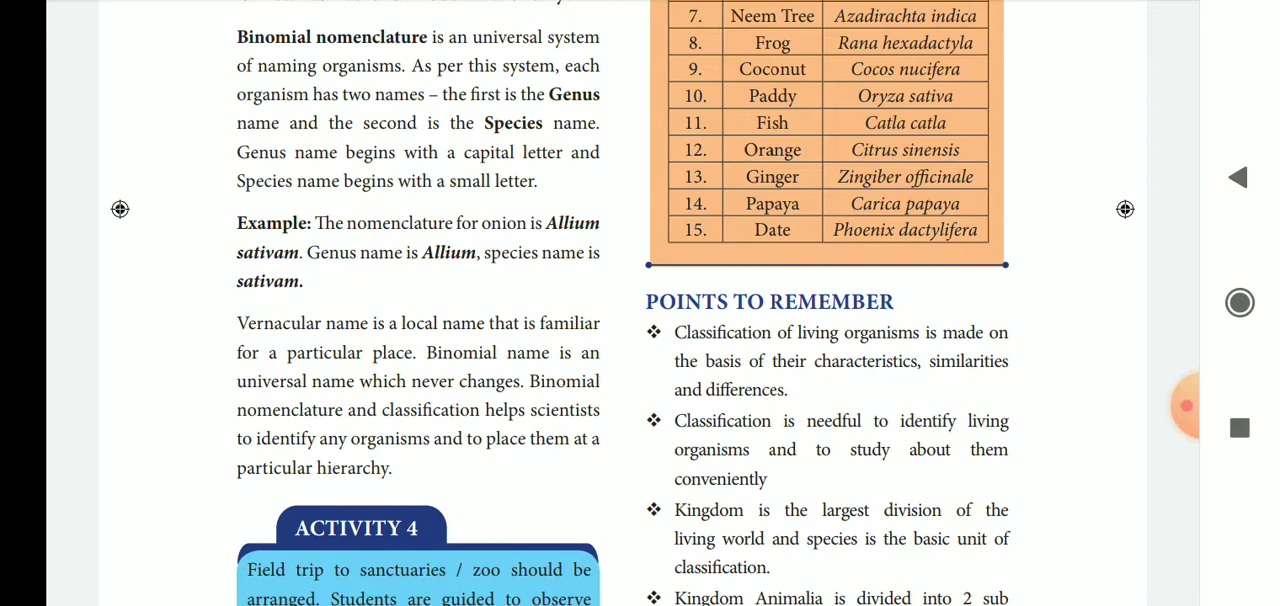 Binomial nomenclature is an universal system
of naming organisms. As per this system, each
organism has two names – the first is the Genus
name and the second is the Species name.
Genus name begins with a capital letter and
Species name begins with a small letter.
Example: The nomenclature for onion is Allium
sativam. Genus name is Allium, species name is
sativam.
Vernacular name is a local name that is familiar
for a particular place. Binomial name is an
universal name which never changes. Binomial
nomenclature and classification helps scientists
to identify any organisms and to place them at a
particular hierarchy.
ACTIVITY 4
Field trip to sanctuaries / zoo should be
arranged. Students are guided to observe
7. Neem Tree Azadirachta indica
8. Frog Rana hexadactyla
9. Coconut Cocos nucifera
10. Paddy Oryza sativa
11. Fish Catla catla
12. Orange Citrus sinensis
13. Ginger Zingiber officinale
14. Papaya Carica papaya
15. Date Phoenix dactylifera
POINTS TO REMEMBER
❖ Classification of living organisms is made on
the basis of their characteristics, similarities
and differences.
❖ Classification is needful to identify living
organisms and to study about them
conveniently
❖ Kingdom is the largest division of the
living world and species is the basic unit of
classification.
❖ Kingdom Animalia is divided into 2 sub